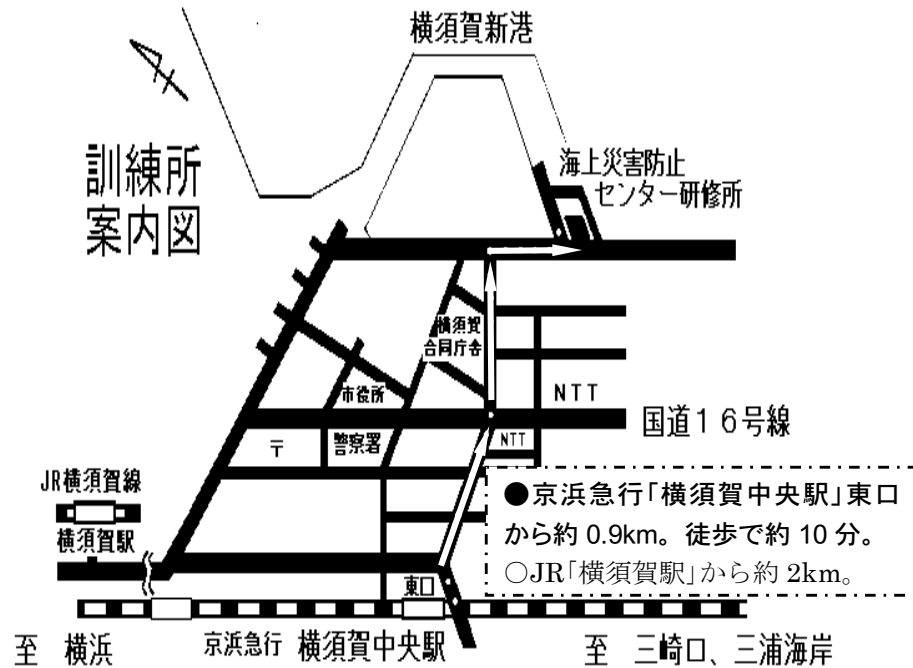 横須賀新港
訓練所
案内図
海上災害防止
センター研修所
横須賀
合同庁舎
市役所
NTT
国道16号線
〒
警察署
NTT
JR横須賀線
横須賀駅
●京浜急行「横須賀中央駅」東口
から約 0.9km。徒歩で約 10 分。
○JR「横須賀駅」から約 2km。
東口
至 横浜
京浜急行 横須賀中央駅
至 三崎口、三浦海岸